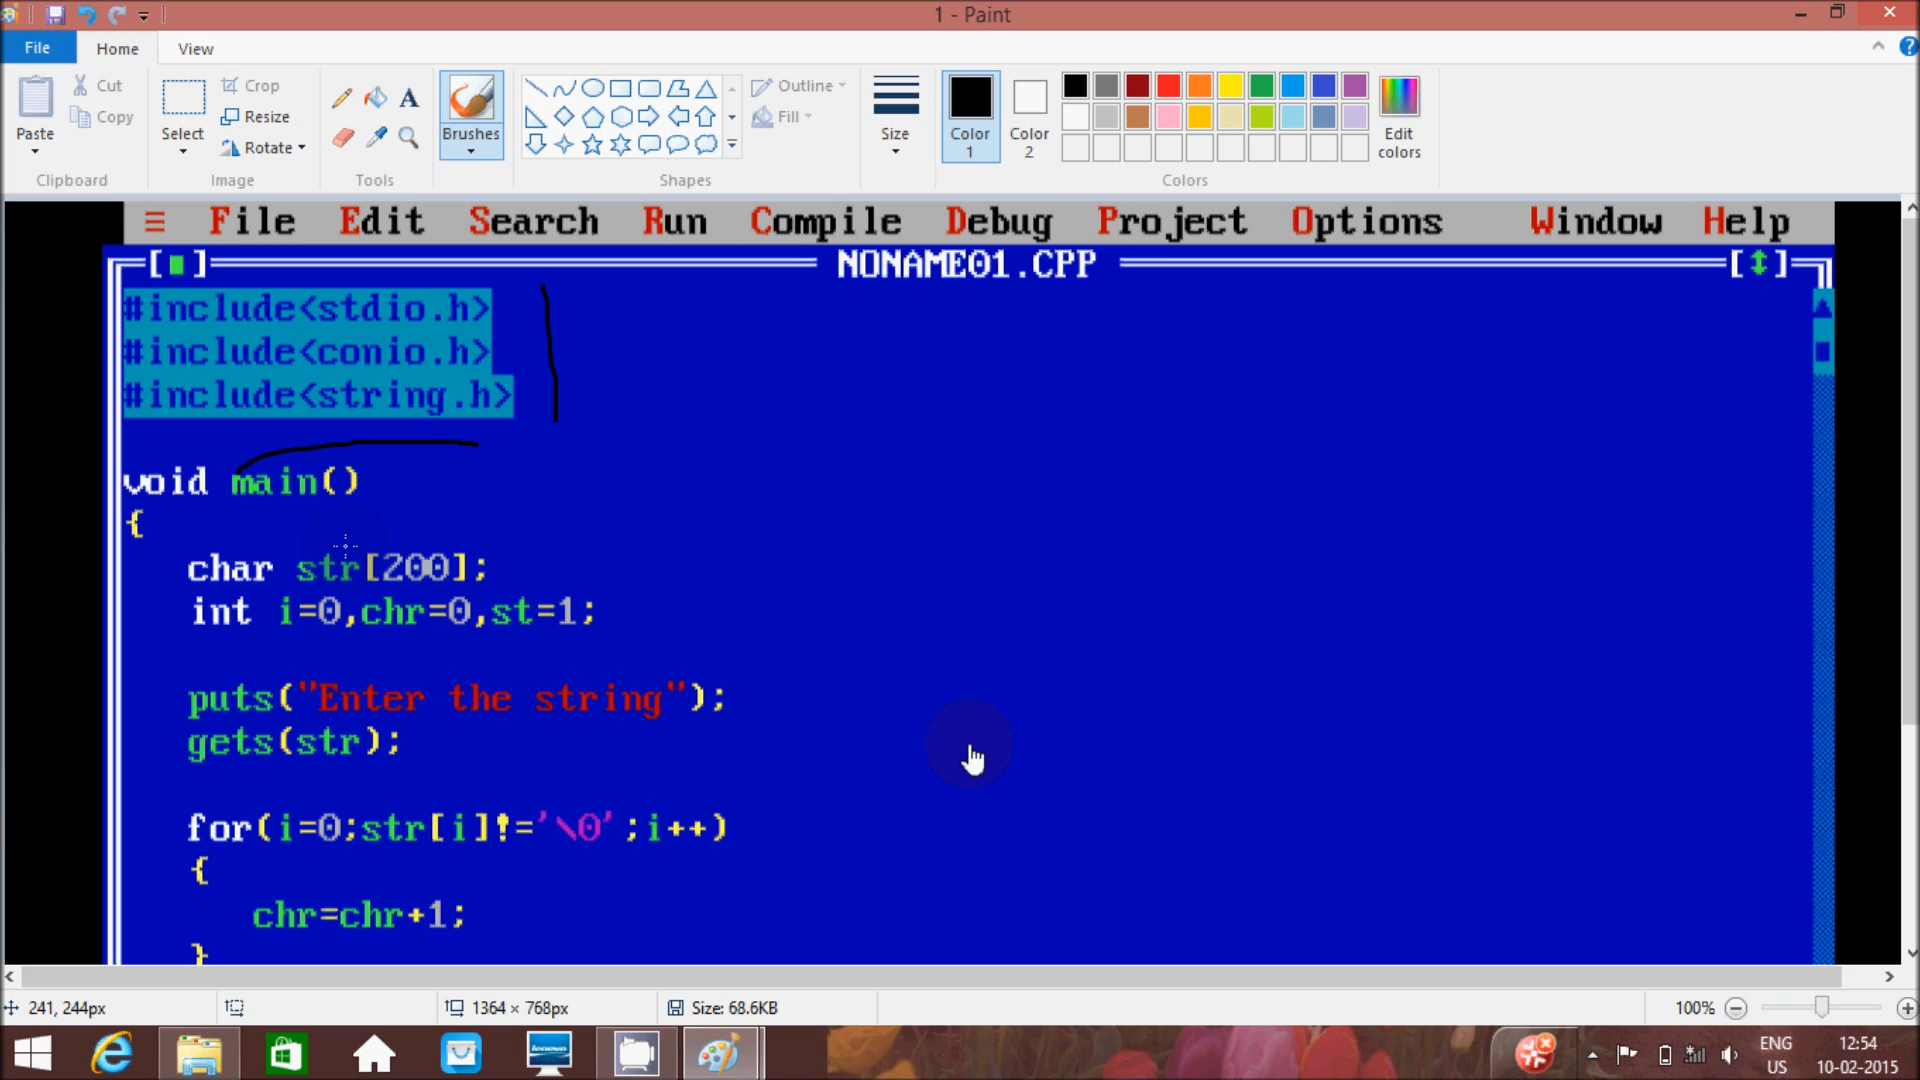 1 - Paint
File Home View
Paste Cut Copy Clipboard
Select Crop Resize Rotate Image
Tools
Brushes
Outline Fill Shapes
Size
Color 1 Color 2 Edit colors Colors
≡ File Edit Search Run Compile Debug Project Options Window Help
[■] NONAME01.CPP [↕]
#include<stdio.h>
#include<conio.h>
#include<string.h>
void main()
{
char str[200];
int i=0,chr=0,st=1;
puts("Enter the string");
gets(str);
for(i=0;str[i]!='\0';i++)
{
chr=chr+1;
}
241, 244px 1364 × 768px Size: 68.6KB 100%
lenovo
ENG 12:54
US 10-02-2015